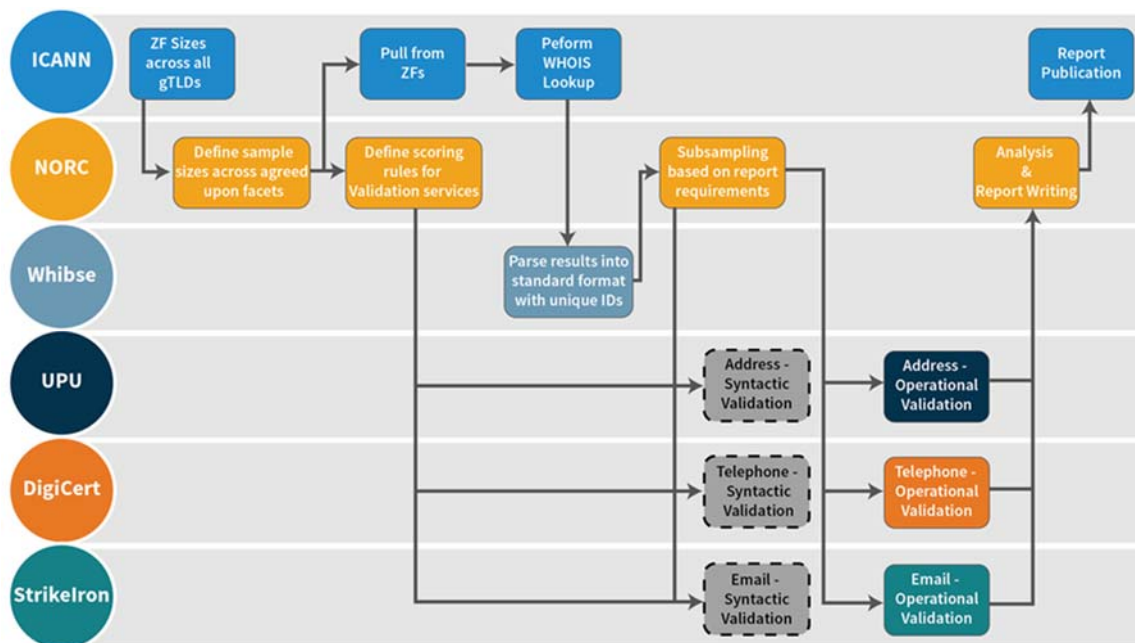 ICANN
ZF Sizes
across all
gTLDs
Pull from
ZFs
Peform
WHOIS
Lookup
Report
Publication
NORC
Define sample
sizes across agreed
upon facets
Define scoring
rules for
Validation services
Subsampling
based on report
requirements
Analysis
&
Report Writing
Whibse
Parse results into
standard format
with unique IDs
UPU
Address -
Syntactic
Validation
Address -
Operational
Validation
DigiCert
Telephone -
Syntactic
Validation
Telephone -
Operational
Validation
StrikeIron
Email -
Syntactic
Validation
Email -
Operational
Validation